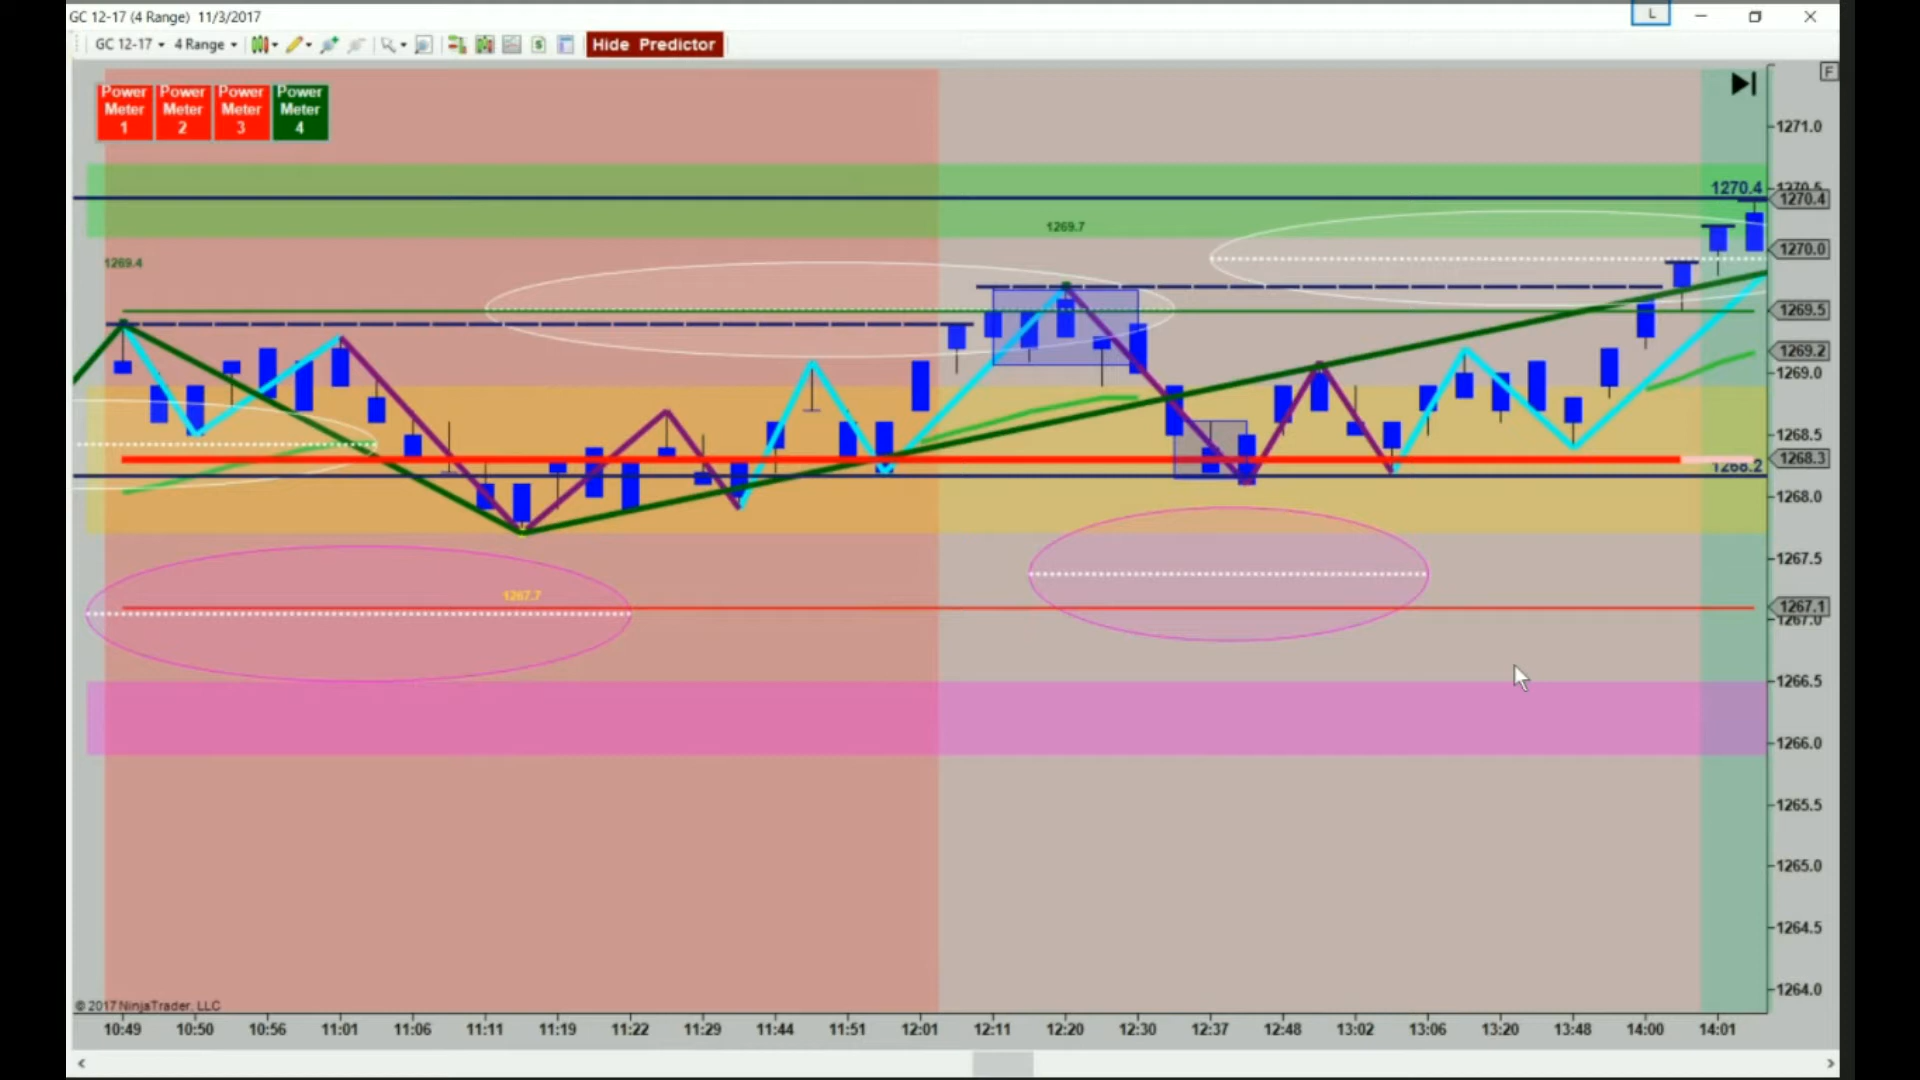 GC 12-17 (4 Range) 11/3/2017
L
GC 12-17 4 Range Hide Predictor
F
Power Meter 1
Power Meter 2
Power Meter 3
Power Meter 4
1271.0
1270.4
1270.5
1270.4
1269.7
1270.0
1269.4
1269.5
1269.2
1269.0
1268.5
1268.3
1268.2
1268.0
1267.5
1267.7
1267.1
1267.0
1266.5
1266.0
1265.5
1265.0
1264.5
1264.0
© 2017 NinjaTrader, LLC
10:49 10:50 10:56 11:01 11:06 11:11 11:19 11:22 11:29 11:44 11:51 12:01 12:11 12:20 12:30 12:37 12:48 13:02 13:06 13:20 13:48 14:00 14:01